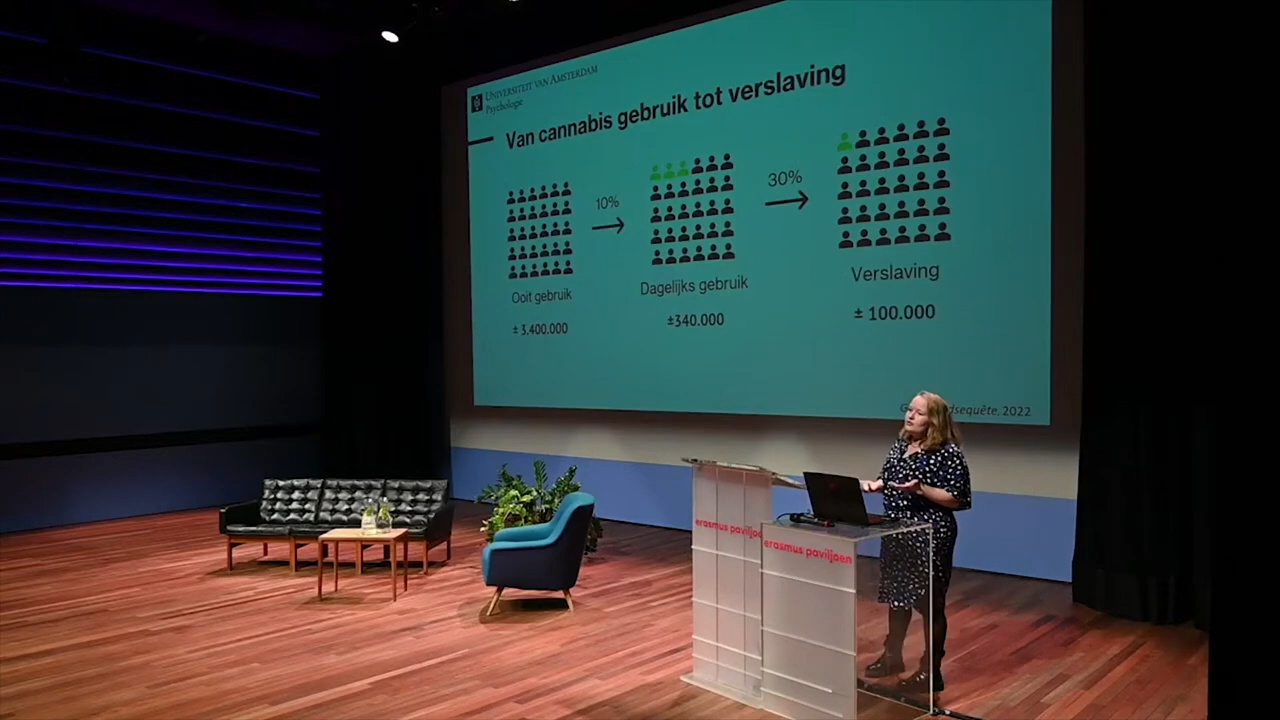 UNIVERSITEIT VAN AMSTERDAM
Psychologie
Van cannabis gebruik tot verslaving
10%
30%
Ooit gebruik
Dagelijks gebruik
Verslaving
± 3.400.000
±340.000
± 100.000
2022
erasmus
erasmus paviljoen